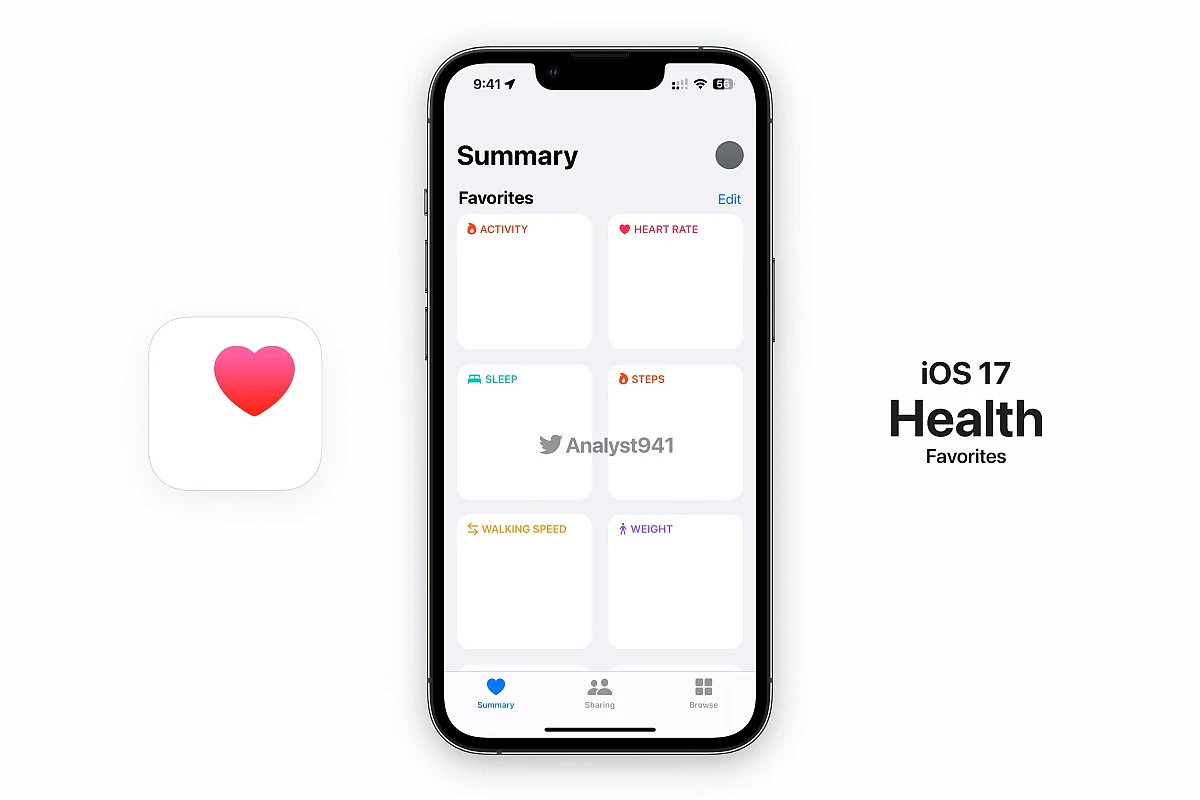 9:41
56
Summary
Favorites
Edit
ACTIVITY
HEART RATE
SLEEP
STEPS
Analyst941
WALKING SPEED
WEIGHT
Summary
Sharing
Browse
iOS 17
Health
Favorites